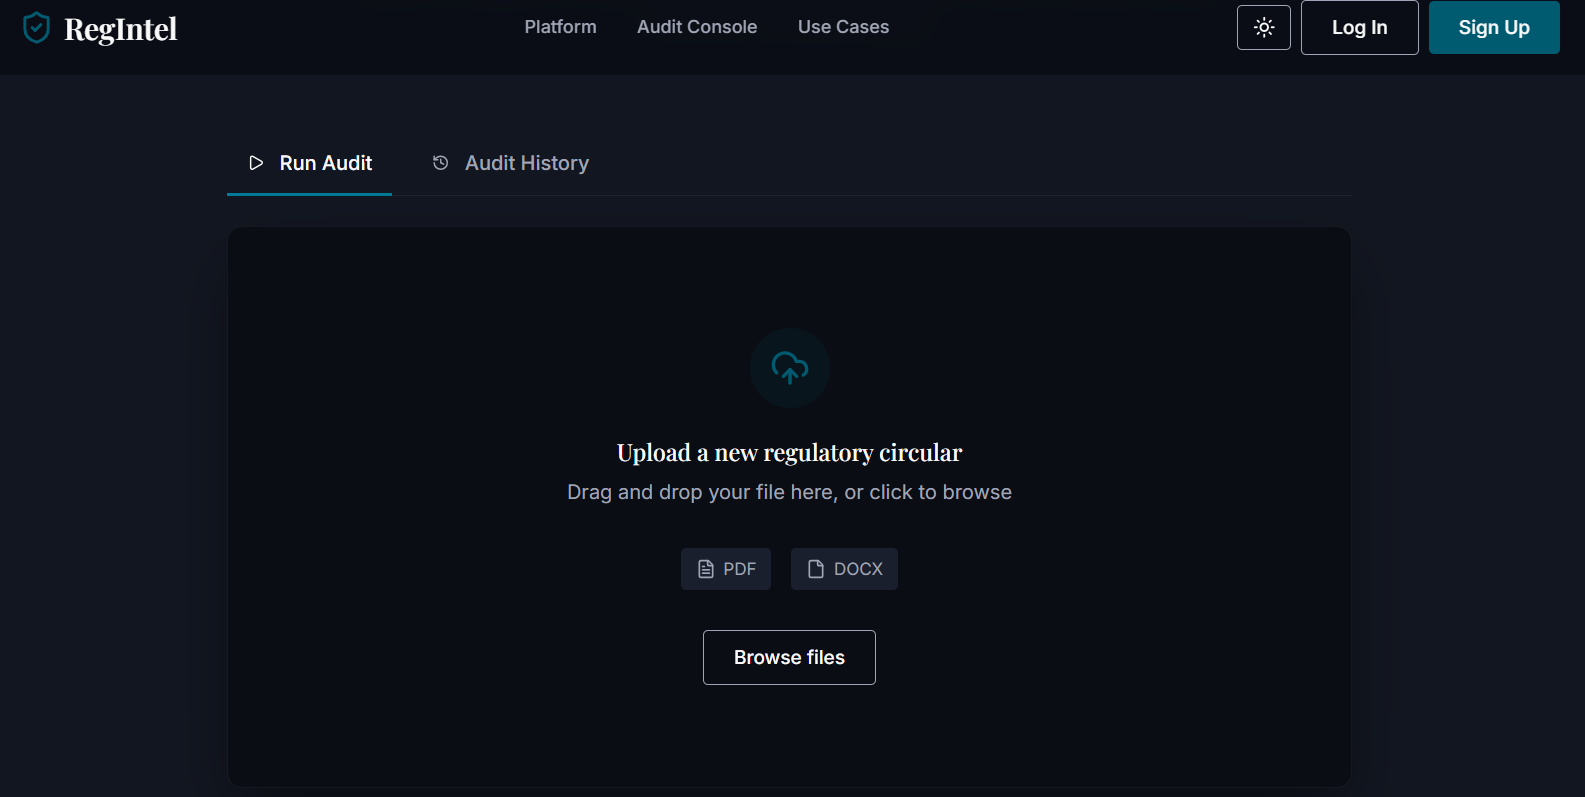 RegIntel
Platform Audit Console Use Cases
Log In
Sign Up
Run Audit
Audit History
Upload a new regulatory circular
Drag and drop your file here, or click to browse
PDF
DOCX
Browse files